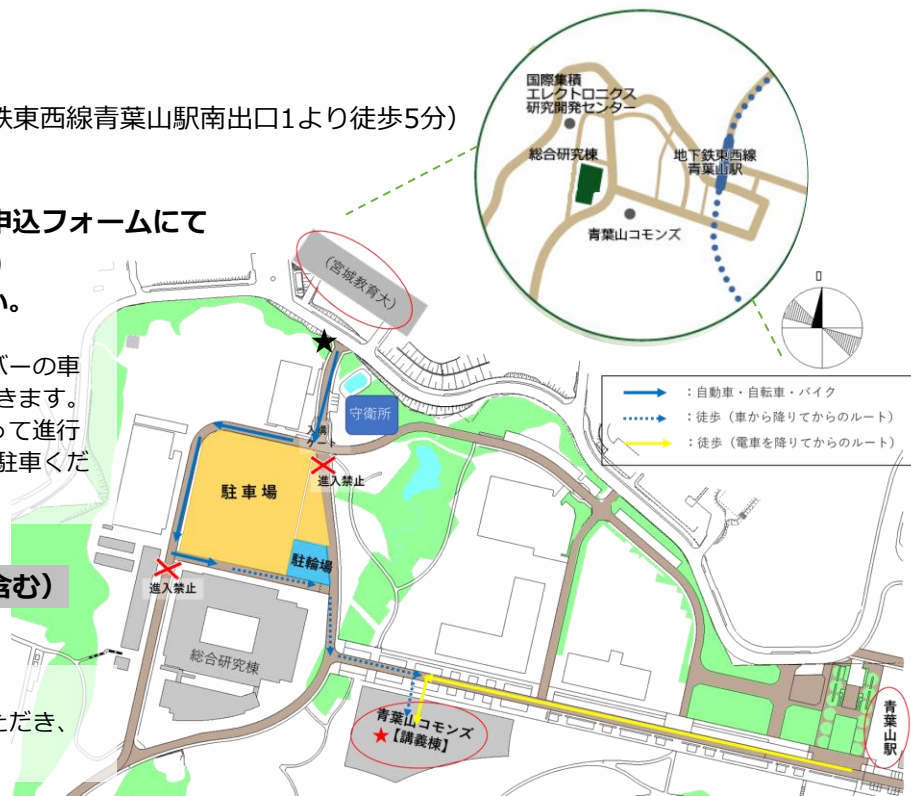 鉄東西線青葉山駅南出口1より徒歩5分）
国際集積
エレクトロニクス
研究開発センター
総合研究棟
地下鉄東西線
青葉山駅
青葉山コモンズ
申込フォームにて
）
い。
バーの車
きます。
って進行
駐車くだ
含む）
ただき、
(宮城教育大)
★
守衛所
入構
ゲート
進入禁止
駐車場
駐輪場
進入禁止
総合研究棟
青葉山コモンズ
★【講義棟】
青葉山駅
：自動車・自転車・バイク
：徒歩（車から降りてからのルート）
：徒歩（電車を降りてからのルート）